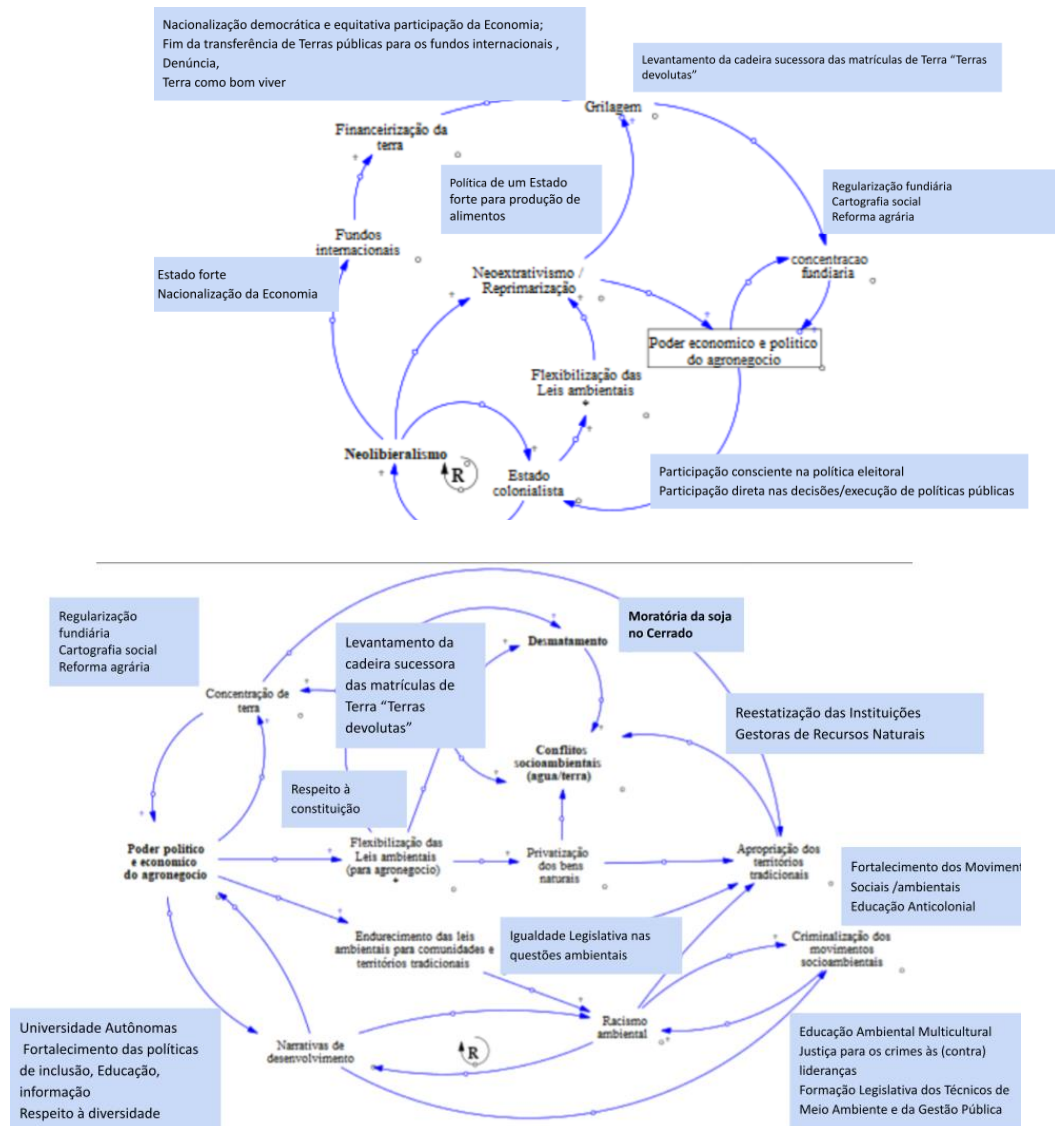 Nacionalização democrática e equitativa participação da Economia;
Fim da transferência de Terras públicas para os fundos internacionais ,
Denúncia,
Terra como bom viver
Levantamento da cadeira sucessora das matrículas de Terra “Terras
devolutas”
Grilagem
Financeirização da
terra
Política de um Estado
forte para produção de
alimentos
Regularização fundiária
Cartografia social
Reforma agrária
Fundos
internacionais
concentracao
fundiaria
Estado forte
Nacionalização da Economia
Neoextrativismo /
Reprimarização
Poder economico e politico
do agronegocio
Flexibilização das
Leis ambientais
Neolibieralismo
R
Estado
colonialista
Participação consciente na política eleitoral
Participação direta nas decisões/execução de políticas públicas
Regularização
fundiária
Cartografia social
Reforma agrária
Levantamento da
cadeira sucessora
das matrículas de
Terra “Terras
devolutas”
Desmatamento
Moratória da soja
no Cerrado
Concentração de
terra
Reestatização das Instituições
Gestoras de Recursos Naturais
Conflitos
socioambientais
(agua/terra)
Respeito à
constituição
Poder politico
e economico
do agronegocio
Flexibilização das
Leis ambientais
(para agronegocio)
Privatização
dos bens
naturais
Apropriação dos
territórios
tradicionais
Fortalecimento dos Moviment
Sociais /ambientais
Educação Anticolonial
Endurecimento das leis
ambientais para comunidades e
territórios tradicionais
Igualdade Legislativa nas
questões ambientais
Criminalização dos
movimentos
socioambientais
Universidade Autônomas
Fortalecimento das políticas
de inclusão, Educação,
informação
Respeito à diversidade
Narrativas de
desenvolvimento
R
Racismo
ambiental
Educação Ambiental Multicultural
Justiça para os crimes às (contra)
lideranças
Formação Legislativa dos Técnicos de
Meio Ambiente e da Gestão Pública